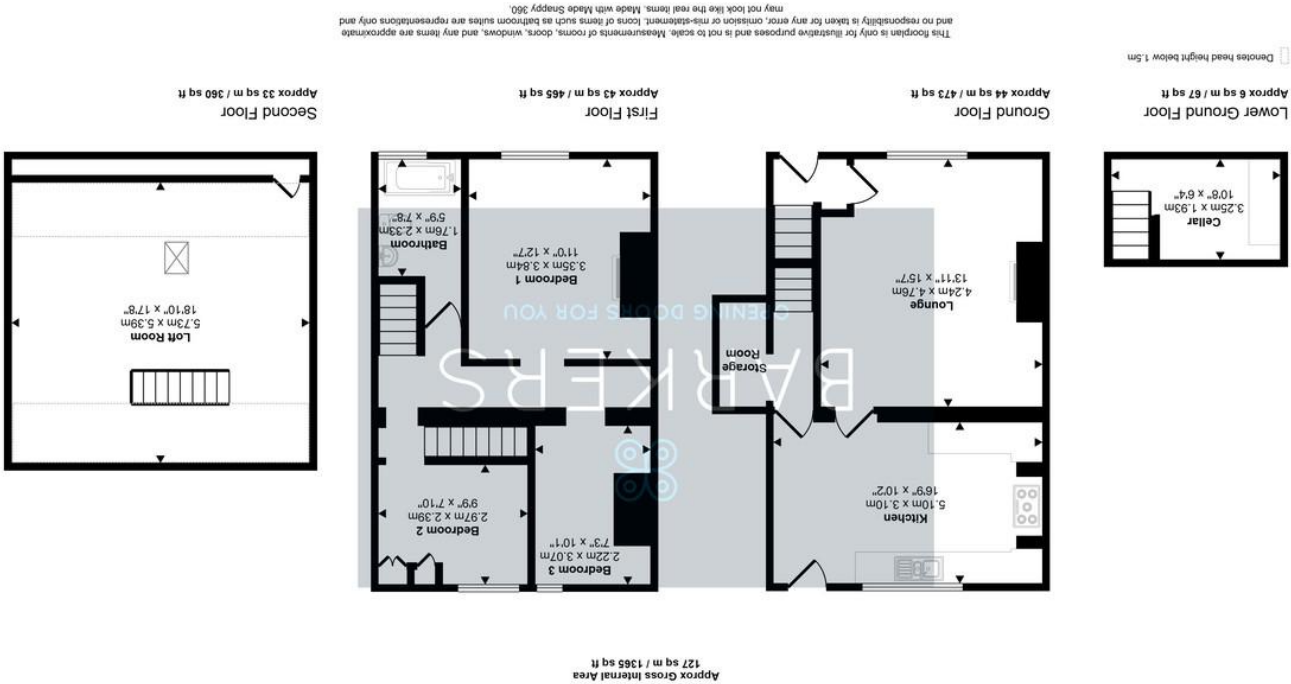 Approx Gross Internal Area
127 sq m / 1365 sq ft
Cellar
3.25m x 1.93m
10'8 x 6'4"
Lounge
4.24m x 4.76m
13'11" x 15'7"
Kitchen
5.10m x 3.10m
16'9" x 10'2"
Storage
Room
Bedroom 1
3.35m x 3.84m
11'0" x 12'7"
Bathroom
1.76m x 2.33m
5'9" x 7'8"
Bedroom 3
2.22m x 3.07m
7'3" x 10'1"
Bedroom 2
2.97m x 2.39m
9'9" x 7'10"
Loft Room
5.73m x 5.39m
18'10" x 17'8"
BARKERS
OPENING DOORS FOR YOU
Lower Ground Floor
Approx 6 sq m / 67 sq ft
Ground Floor
Approx 44 sq m / 473 sq ft
First Floor
Approx 43 sq m / 465 sq ft
Second Floor
Approx 33 sq m / 360 sq ft
Denotes head height below 1.5m
This floorplan is only for illustrative purposes and is not to scale. Measurements of rooms, doors, windows, and any items are approximate
and no responsibility is taken for any error, omission or mis-statement. Icons of items such as bathroom suites are representations only and
may not look like the real items. Made with Made Snappy 360.